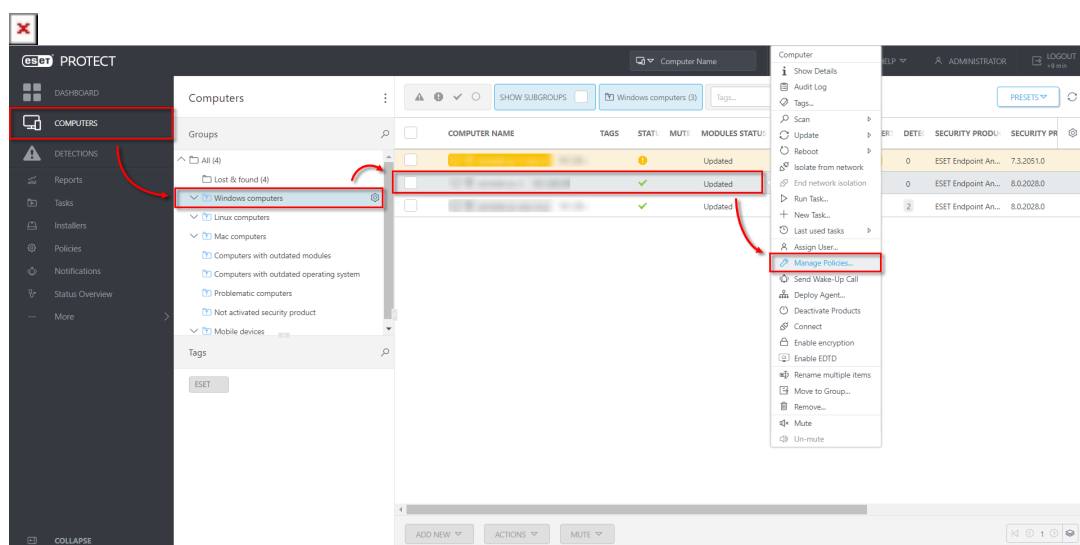 eset PROTECT
Computer Name
HELP
ADMINISTRATOR
LOGOUT
>9 min
DASHBOARD
COMPUTERS
DETECTIONS
Reports
Tasks
Installers
Policies
Notifications
Status Overview
More
COLLAPSE
Computers
Groups
All (4)
Lost & found (4)
Windows computers
Linux computers
Mac computers
Computers with outdated modules
Computers with outdated operating system
Problematic computers
Not activated security product
Mobile devices
Tags
ESET
SHOW SUBGROUPS
Windows computers (3)
Tags...
PRESETS
COMPUTER NAME TAGS STATU MUTE MODULES STATUS DETE SECURITY PRODU SECURITY PR
Updated 0 ESET Endpoint An... 7.3.2051.0
Updated 0 ESET Endpoint An... 8.0.2028.0
Updated 2 ESET Endpoint An... 8.0.2028.0
Computer
Show Details
Audit Log
Tags...
Scan
Update
Reboot
Isolate from network
End network isolation
Run Task...
New Task...
Last used tasks
Assign User...
Manage Policies...
Send Wake-Up Call
Deploy Agent...
Deactivate Products
Connect
Enable encryption
Enable EDTD
Rename multiple items
Move to Group...
Remove...
Mute
Un-mute
ADD NEW
ACTIONS
MUTE
1